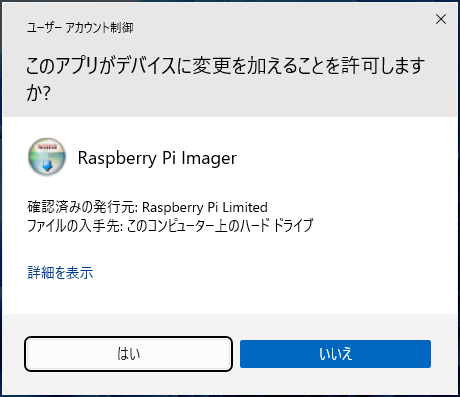 ユーザー アカウント制御
このアプリがデバイスに変更を加えることを許可します
か?
Raspberry Pi Imager
確認済みの発行元: Raspberry Pi Limited
ファイルの入手先: このコンピューター上のハード ドライブ
詳細を表示
はい
いいえ